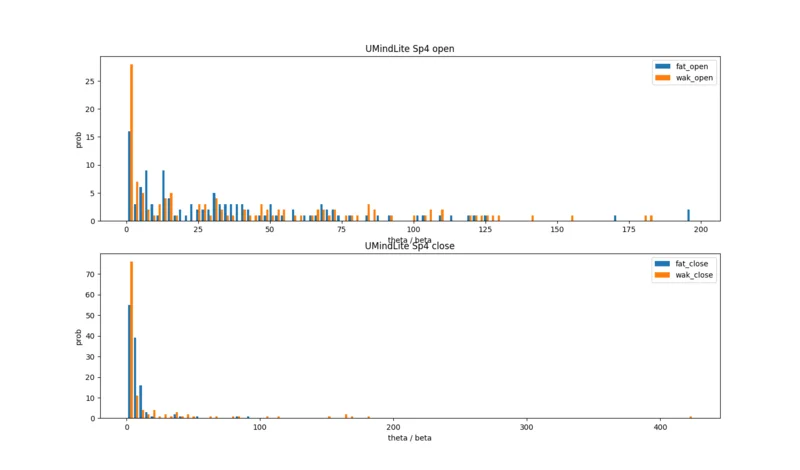 UMindLite Sp4 open
fat_open
wak_open
prob
25
20
15
10
5
0
0 25 50 75 100 125 150 175 200
theta / beta
UMindLite Sp4 close
fat_close
wak_close
prob
70
60
50
40
30
20
10
0
0 100 200 300 400
theta / beta